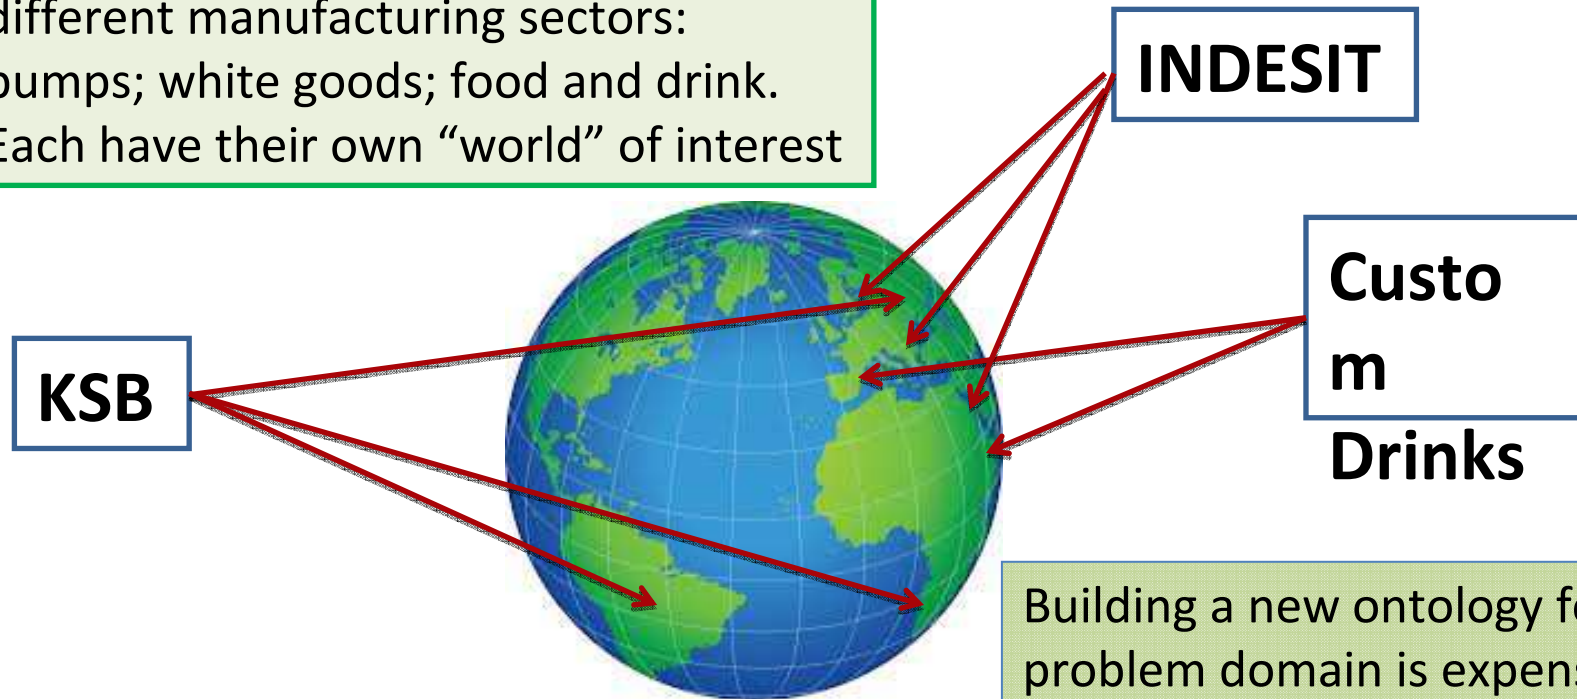 different manufacturing sectors:
pumps; white goods; food and drink.
Each have their own “world” of interest
INDESIT
Custo
m
Drinks
KSB
Building a new ontology
problem domain is